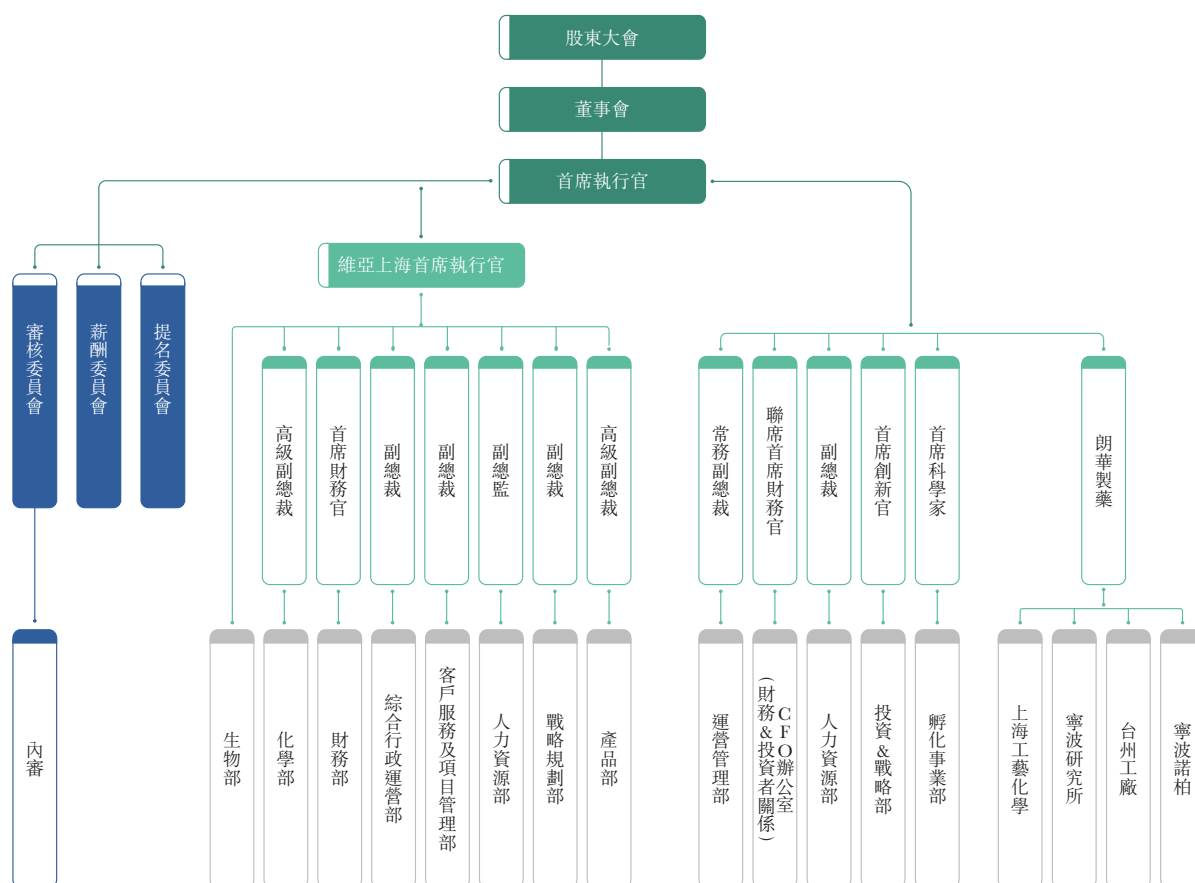 股東大會
董事會
首席執行官
維亞上海首席執行官
審核委員會
薪酬委員會
提名委員會
高級副總裁
首席財務官
副總裁
副總裁
副總監
副總裁
高級副總裁
常務副總裁
聯席首席財務官
副總裁
首席創新官
首席科學家
朗華製藥
內審
生物部
化學部
財務部
綜合行政運營部
客戶服務及項目管理部
人力資源部
戰略規劃部
產品部
運營管理部
CFO辦公室
(財務&投資者關係)
人力資源部
投資&戰略部
孵化事業部
上海工藝化學
寧波研究所
台州工廠
寧波諾柏